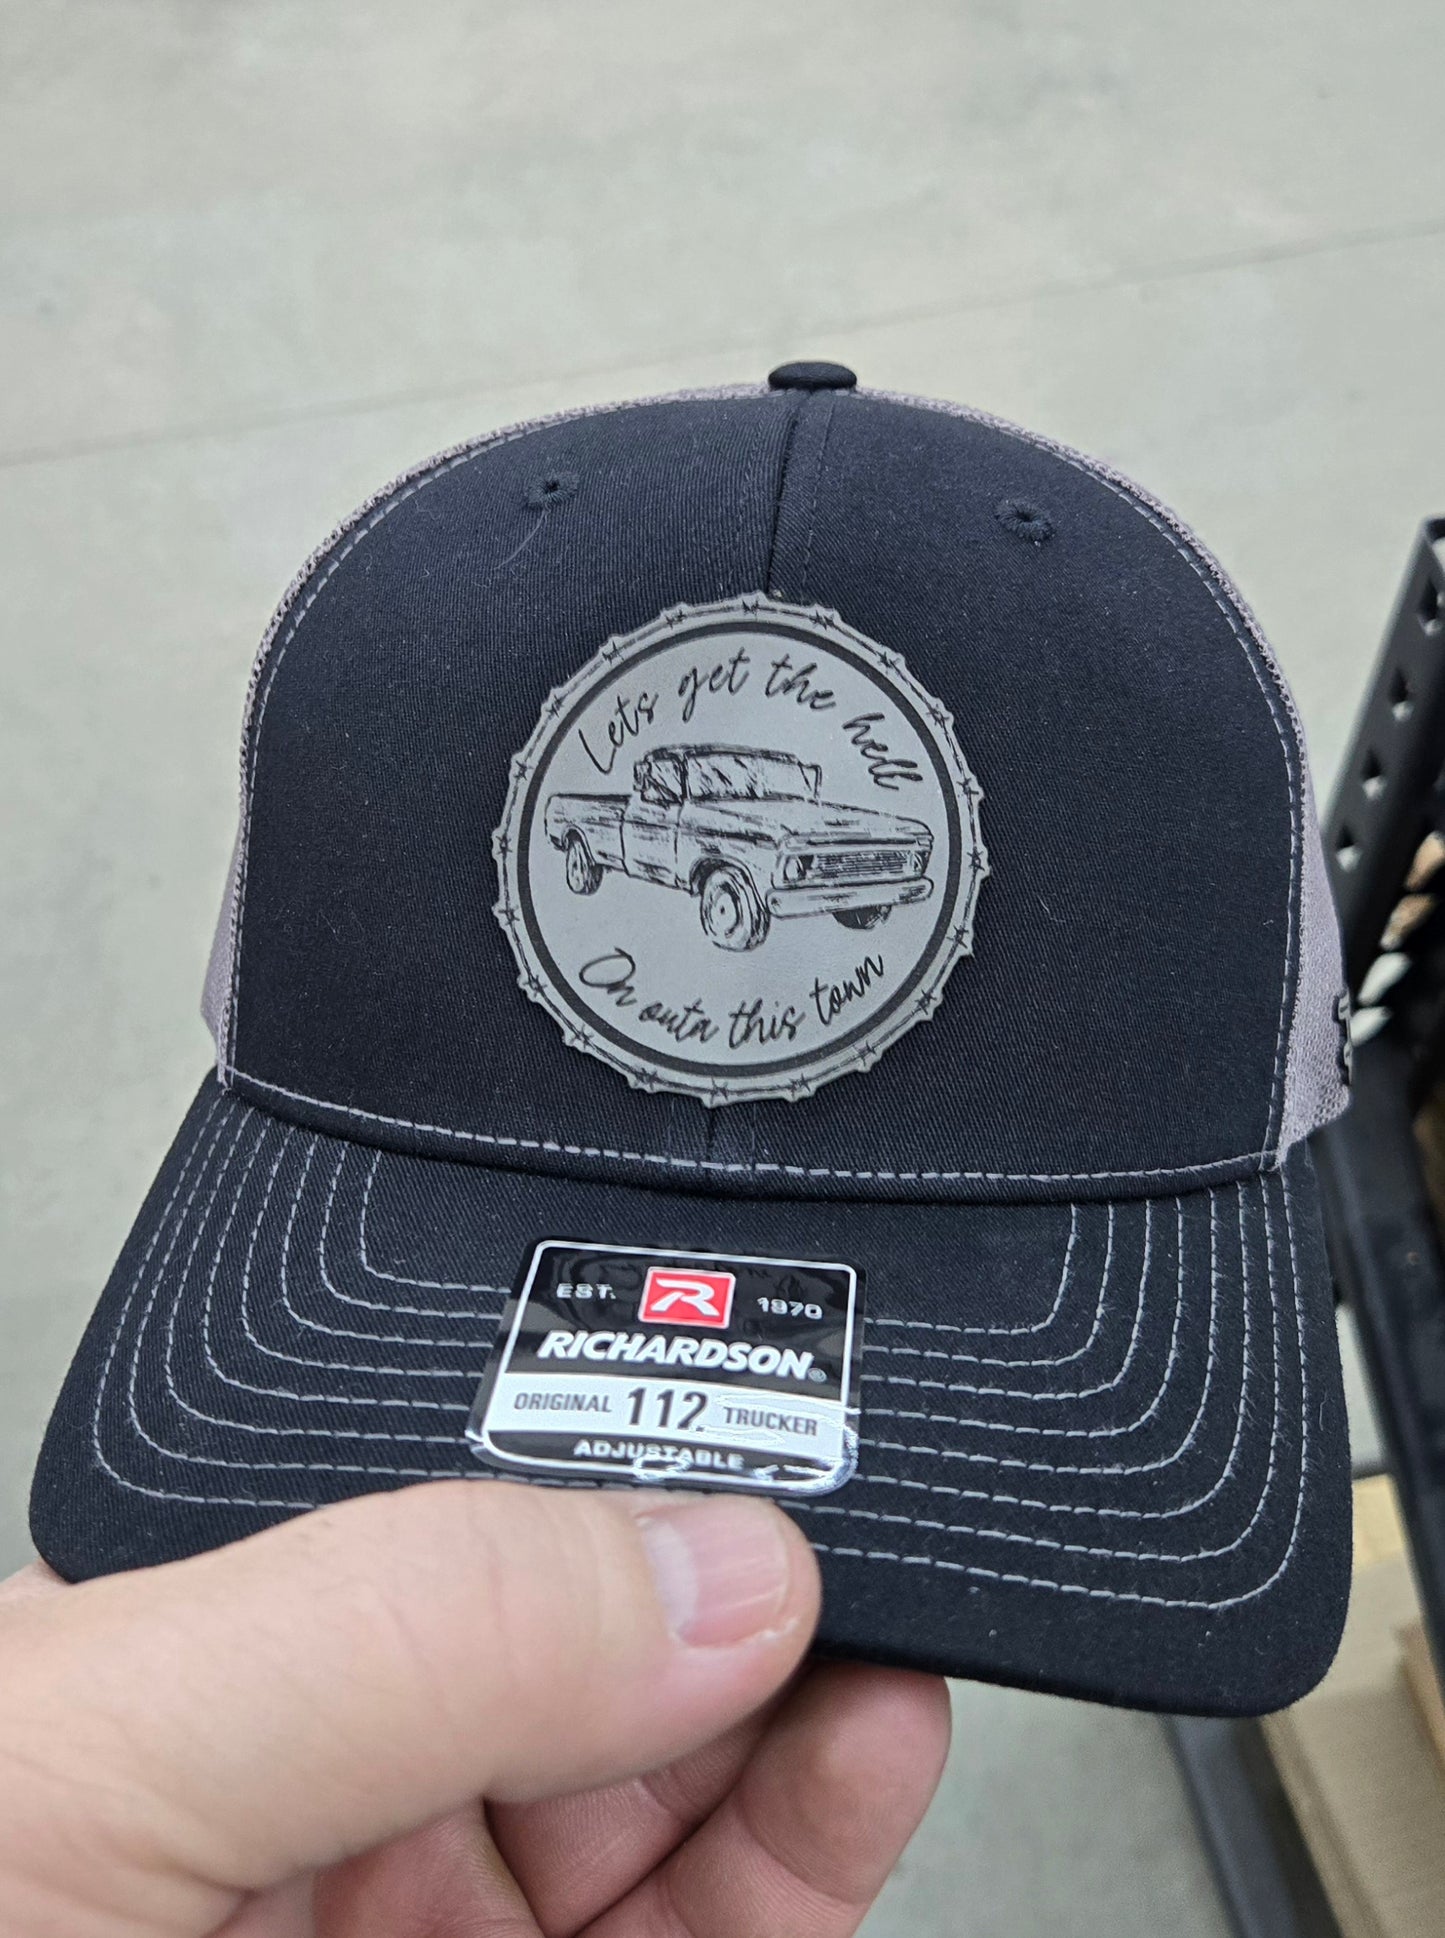 Lets get the hell
On outa this town
EST. R 1970
RICHARDSON®
ORIGINAL 112 TRUCKER
ADJUSTABLE